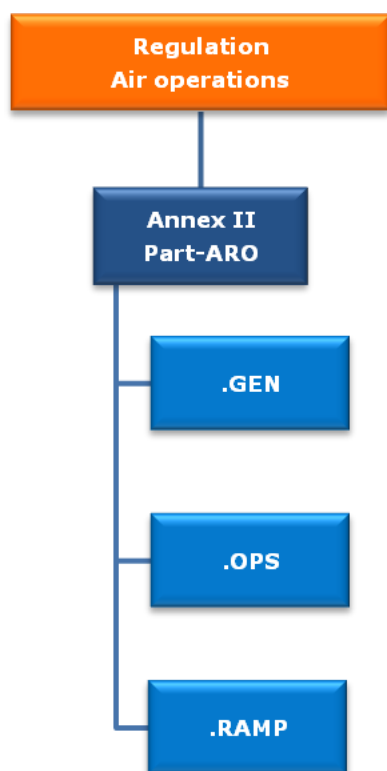 Regulation
Air operations
Annex II
Part-ARO
.GEN
.OPS
.RAMP